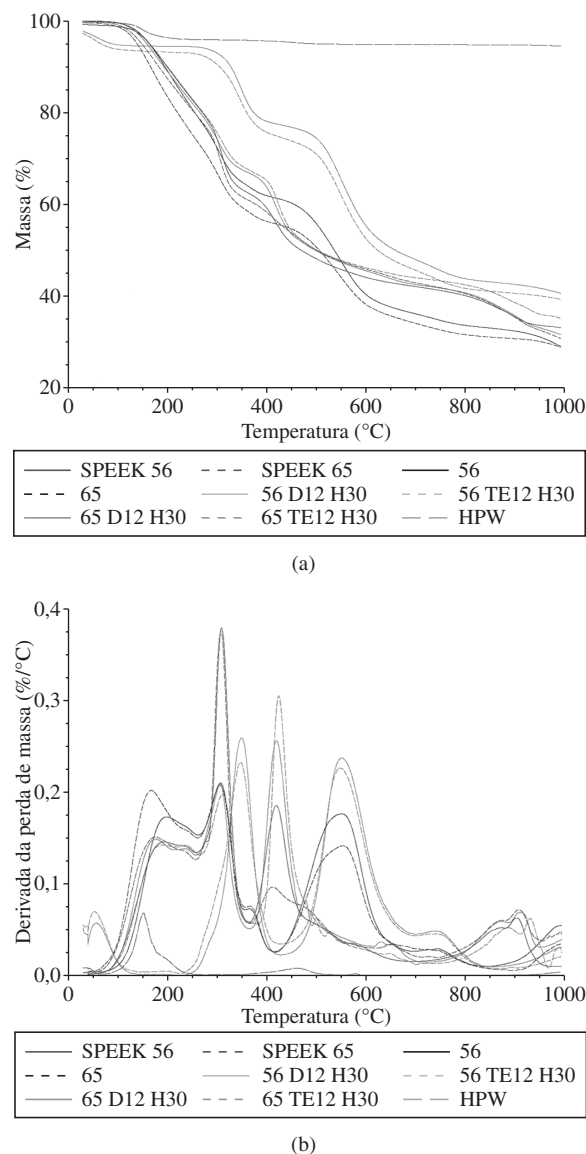 100
80
60
40
20
Massa (%)
0 200 400 600 800 1000
Temperatura (°C)
SPEEK 56 SPEEK 65 56
65 56 D12 H30 56 TE12 H30
65 D12 H30 65 TE12 H30 HPW
(a)
0,4
0,3
0,2
0,1
0,0
Derivada da perda de massa (%/°C)
0 200 400 600 800 1000
Temperatura (°C)
SPEEK 56 SPEEK 65 56
65 56 D12 H30 56 TE12 H30
65 D12 H30 65 TE12 H30 HPW
(b)